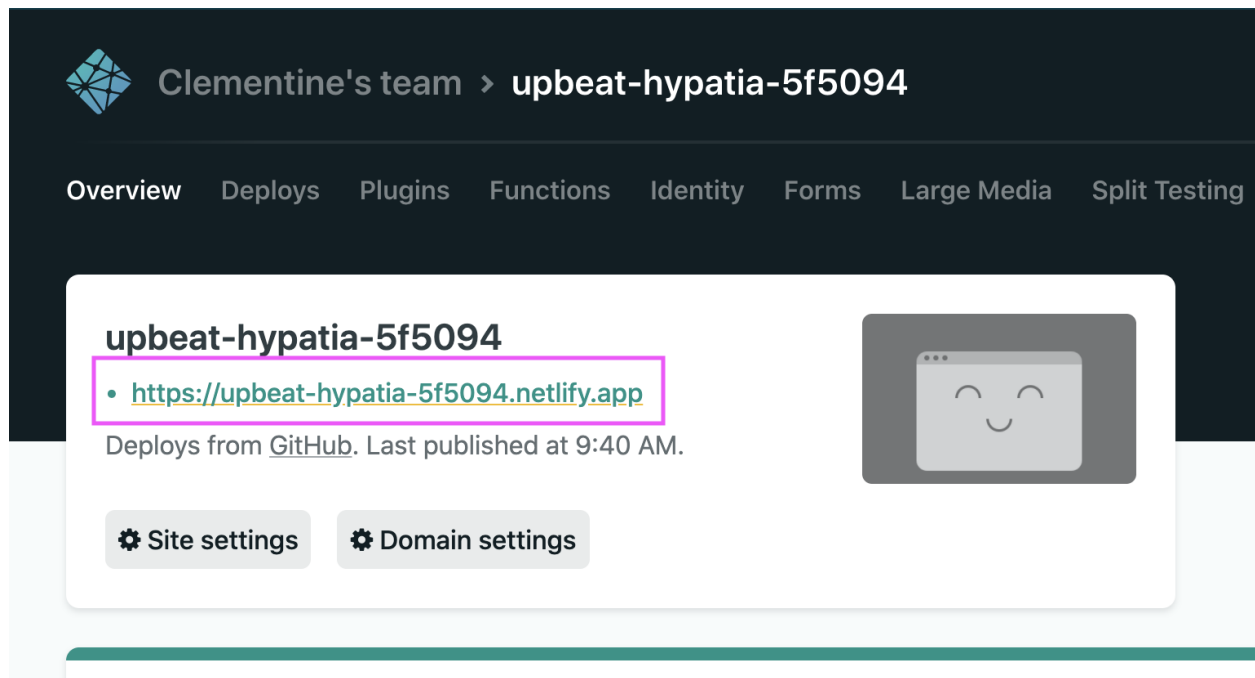 Clementine's team > upbeat-hypatia-5f5094
Overview Deploys Plugins Functions Identity Forms Large Media Split Testing
upbeat-hypatia-5f5094
• https://upbeat-hypatia-5f5094.netlify.app
Deploys from GitHub. Last published at 9:40 AM.
Site settings Domain settings